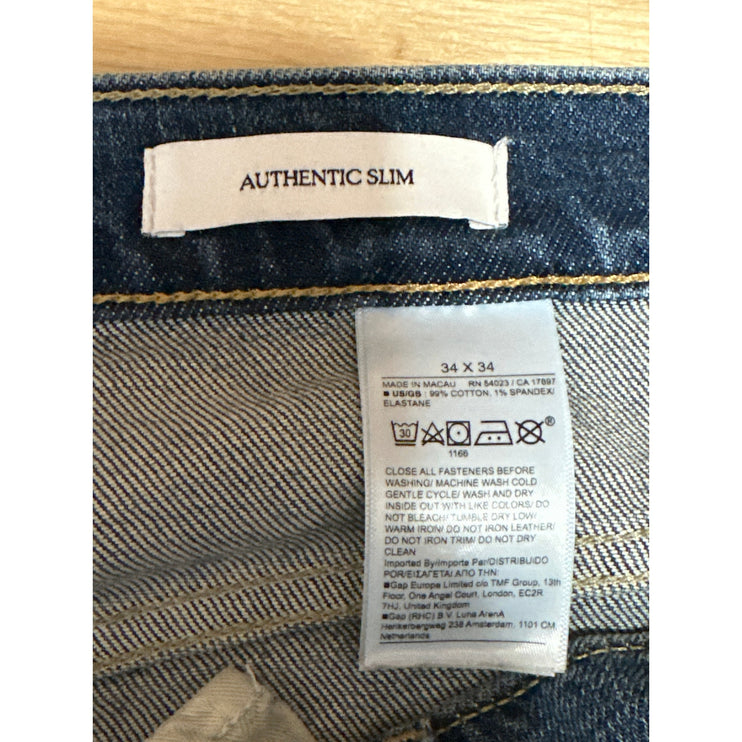 AUTHENTIC SLIM
34 X 34
MADE IN MACAU RN 54023 / CA 17897
■ US/GB : 99% COTTON, 1% SPANDEX/
ELASTANE
30
®
1166
CLOSE ALL FASTENERS BEFORE
WASHING/ MACHINE WASH COLD
GENTLE CYCLE/ WASH AND DRY
INSIDE OUT WITH LIKE COLORS/ DO
NOT BLEACH/ TUMBLE DRY LOW/
WARM IRON/ DO NOT IRON LEATHER/
DO NOT IRON TRIM/ DO NOT DRY
CLEAN
Imported By/Importe Par/DISTRIBUIDO
POR/ΕΙΣΑΓΕΤΑΙ ΑΠΟ ΤΗΝ:
■Gap Europe Limited c/o TMF Group, 13th
Floor, One Angel Court, London, EC2R
7HJ, United Kingdom
■Gap (RHC) B.V. Luna ArenA
Herikerbergweg 238 Amsterdam, 1101 CM
Netherlands